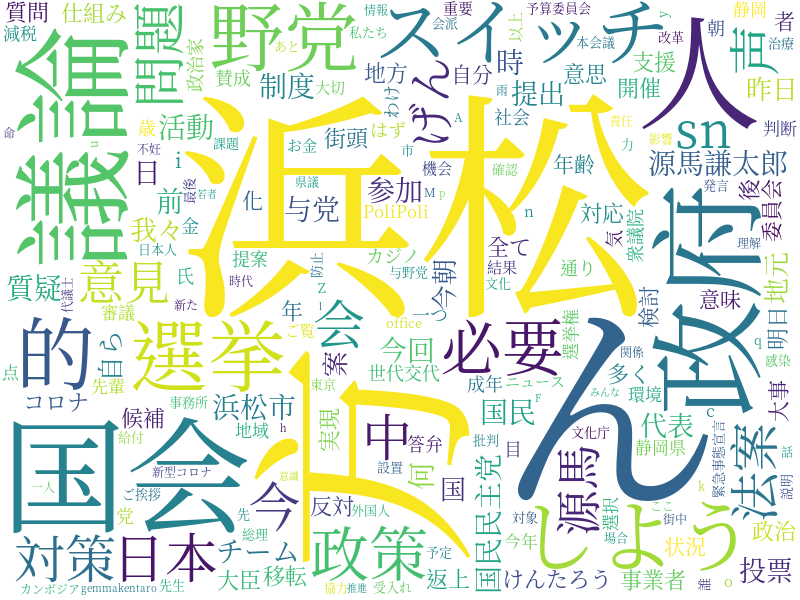 質問 仕組み 問題 野党 スイッチ 人 声 静岡 者
減税 政治家 賛成 私たち 情報 あと 会派 重要 予算委員会 以上 本会議 改革 朝 治療
議論 制度 時 地方 わけ 大切 げん 自分 意思 支援 開催 昨日
浜松 提出 sn 判断
歳 活動 お金 街頭 はず 社会 源馬謙太郎
命 不妊 課題 市 機会 年齢 政府 後 委員会
日 i 最後 県議 若者 参加 確認 責任 影響 力
我々 前 金 化 与党 PoliPoli 対応 気 衆議院 発言 理解
意見 提案 カジノ 全て 結果 通り 地元
質疑 氏 日本人 防止 与野党 文化 意味
代議士 審議 時代 新た 年 一つ 今朝 検討 明日
国会 的 選挙 会 ご覧 office 必要 ん 選挙権 多く 関係 感染
自ら 案 今回 東京 世代交代 成年 ニュース 環境 みんな 大事
点 先輩 コロナ 候補 浜松市 円 国民 代表 法案
事務所 地域 実現 中 答弁 何 批判 目 源馬 文化庁 静岡県 緊急事態宣言 話
給付 今 反対 設置 国 国民民主党 選択 政治
一人 新型コロナ 外国人 対象 しよう 街中 ここ 説明
対策 日本 ご挨拶 チーム 意識 政策 状況 投票
党 先 総理 予定 今年 場合 誰
カンボジア gemmakentaro 先生 大臣 移転 協力 推進 受入れ 返上 けんたろう 事業者